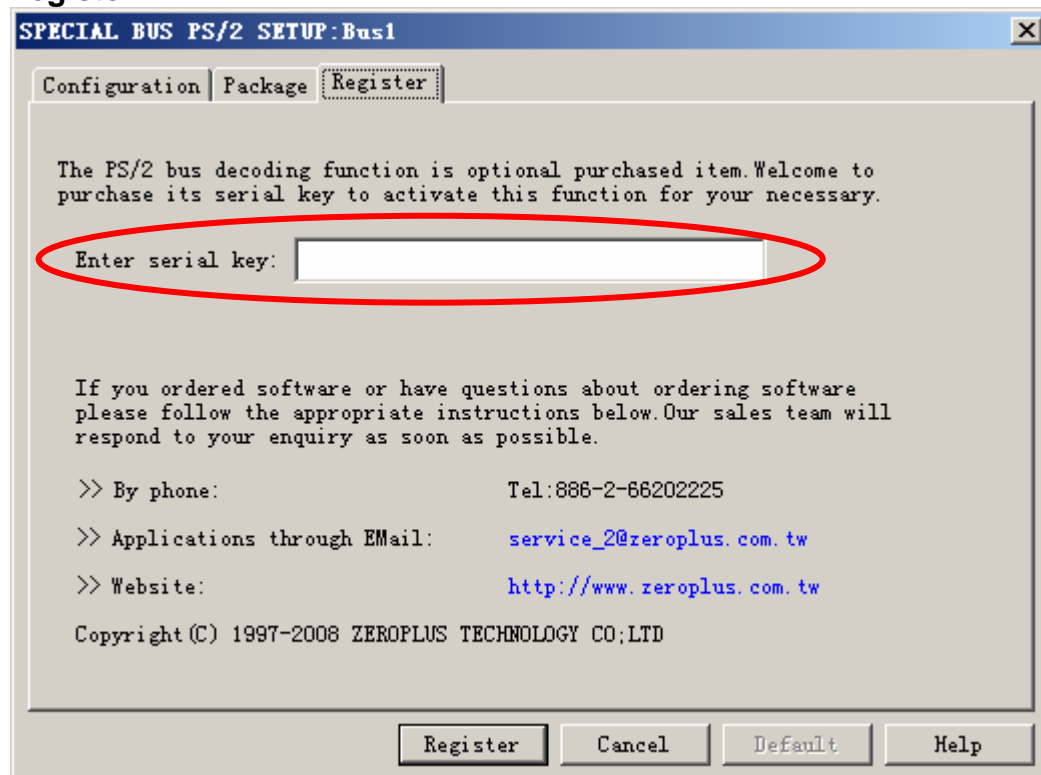 SPECIAL BUS PS/2 SETUP:Bus1
Configuration Package Register
The PS/2 bus decoding function is optional purchased item.Welcome to
purchase its serial key to activate this function for your necessary.
Enter serial key:
If you ordered software or have questions about ordering software
please follow the appropriate instructions below.Our sales team will
respond to your enquiry as soon as possible.
>> By phone: Tel:886-2-66202225
>> Applications through EMail: service_2@zeroplus.com.tw
>> Website: http://www.zeroplus.com.tw
Copyright(C) 1997-2008 ZEROPLUS TECHNOLOGY CO;LTD
Register Cancel Default Help